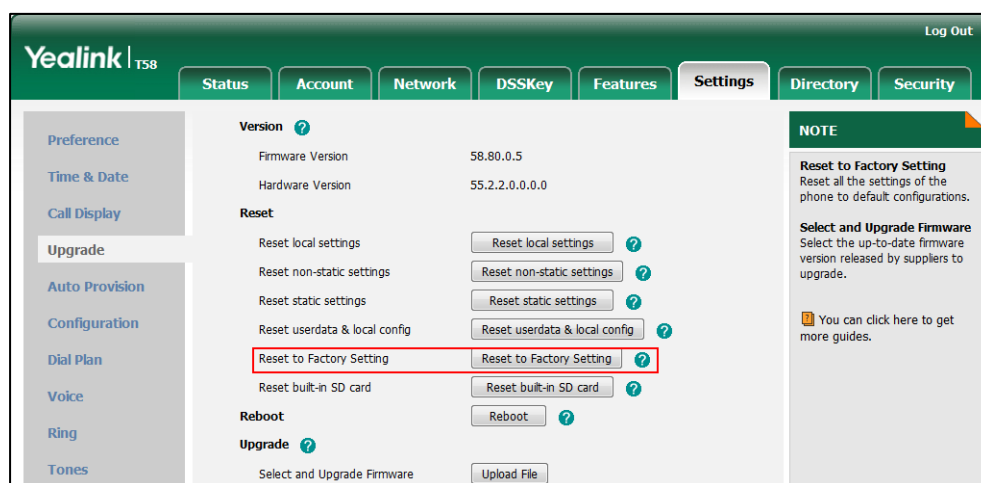 Log Out
Yealink | T58
Status Account Network DSSKey Features Settings Directory Security
Preference
Time & Date
Call Display
Upgrade
Auto Provision
Configuration
Dial Plan
Voice
Ring
Tones
Version ?
Firmware Version 58.80.0.5
Hardware Version 55.2.2.0.0.0.0
Reset
Reset local settings Reset local settings ?
Reset non-static settings Reset non-static settings ?
Reset static settings Reset static settings ?
Reset userdata & local config Reset userdata & local config ?
Reset to Factory Setting Reset to Factory Setting ?
Reset built-in SD card Reset built-in SD card ?
Reboot Reboot ?
Upgrade ?
Select and Upgrade Firmware Upload File
NOTE
Reset to Factory Setting
Reset all the settings of the
phone to default configurations.
Select and Upgrade Firmware
Select the up-to-date firmware
version released by suppliers to
upgrade.
? You can click here to get
more guides.